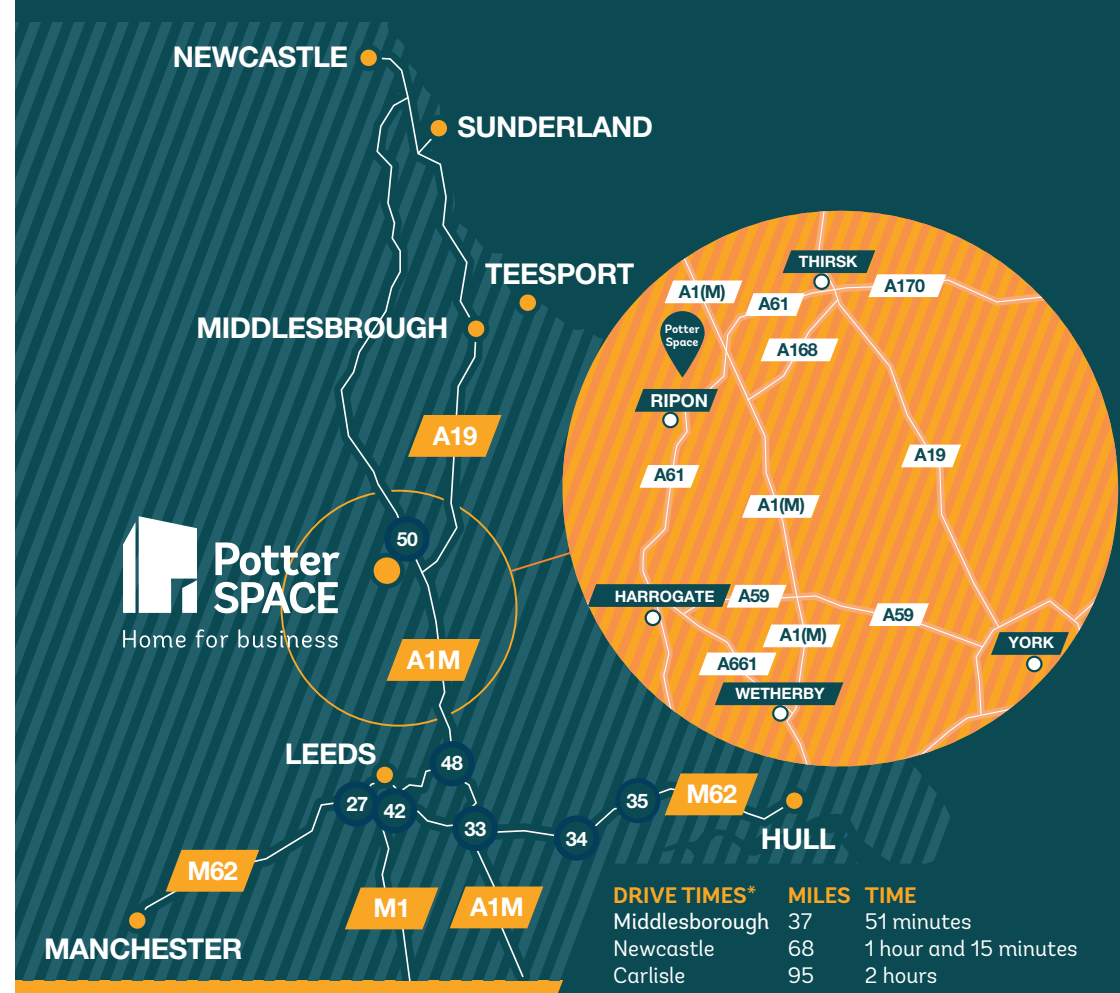 NEWCASTLE
SUNDERLAND
TEESPORT
MIDDLESBROUGH
A19
50
Potter
SPACE
Home for business
A1M
LEEDS
48
27
42
33
34
35
M62
HULL
M62
M1
A1M
MANCHESTER
THIRSK
A1(M)
A61
A170
Potter
Space
A168
RIPON
A61
A19
A1(M)
HARROGATE
A59
A59
A1(M)
A661
YORK
WETHERBY
DRIVE TIMES* MILES TIME
Middlesborough 37 51 minutes
Newcastle 68 1 hour and 15 minutes
Carlisle 95 2 hours